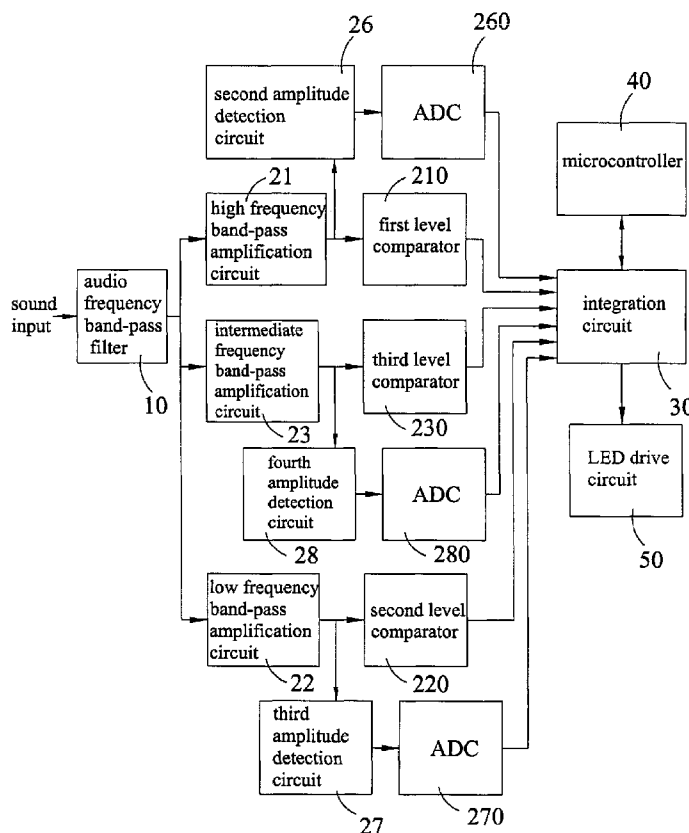 26
second amplitude
detection
circuit
260
ADC
40
microcontroller
21
high frequency
band-pass
amplification
circuit
210
first level
comparator
sound
input
audio
frequency
band-pass
filter
10
intermediate
frequency
band-pass
amplification
circuit
23
third level
comparator
230
integration
circuit
30
fourth
amplitude
detection
circuit
28
ADC
280
LED drive
circuit
50
low frequency
band-pass
amplification
circuit
22
second level
comparator
220
third
amplitude
detection
circuit
27
ADC
270